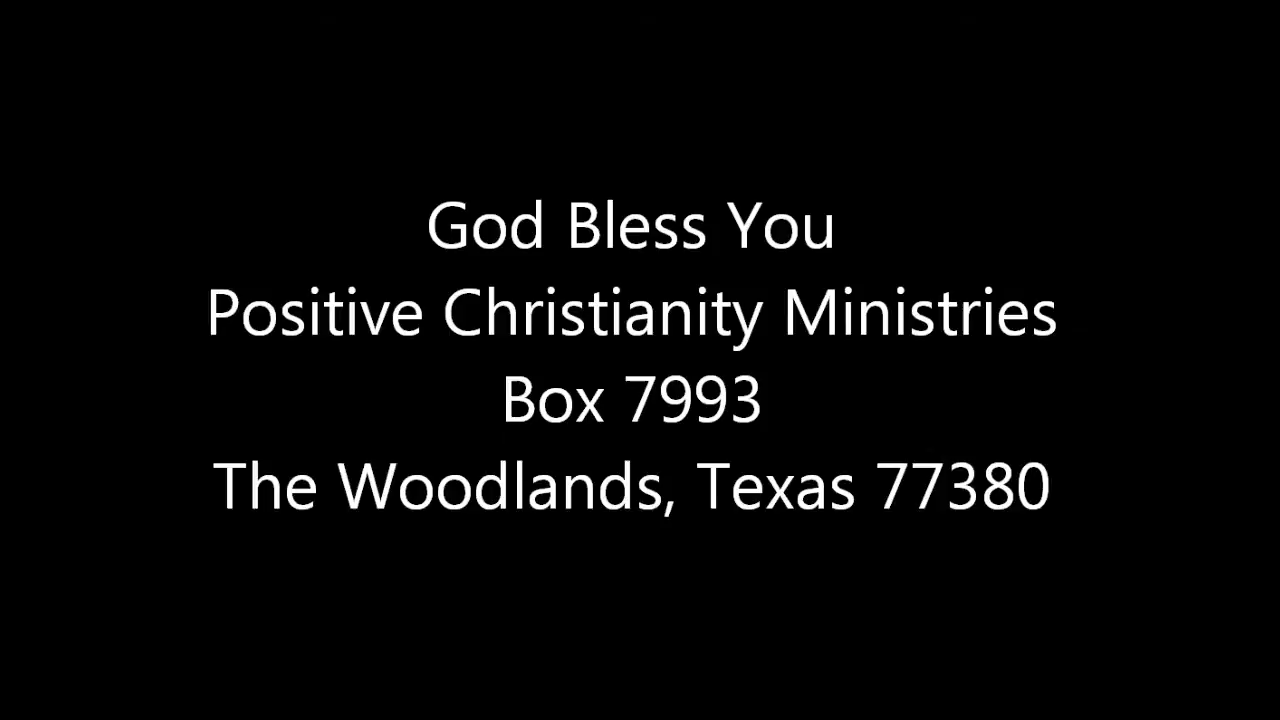 God Bless You
Positive Christianity Ministries
Box 7993
The Woodlands, Texas 77380